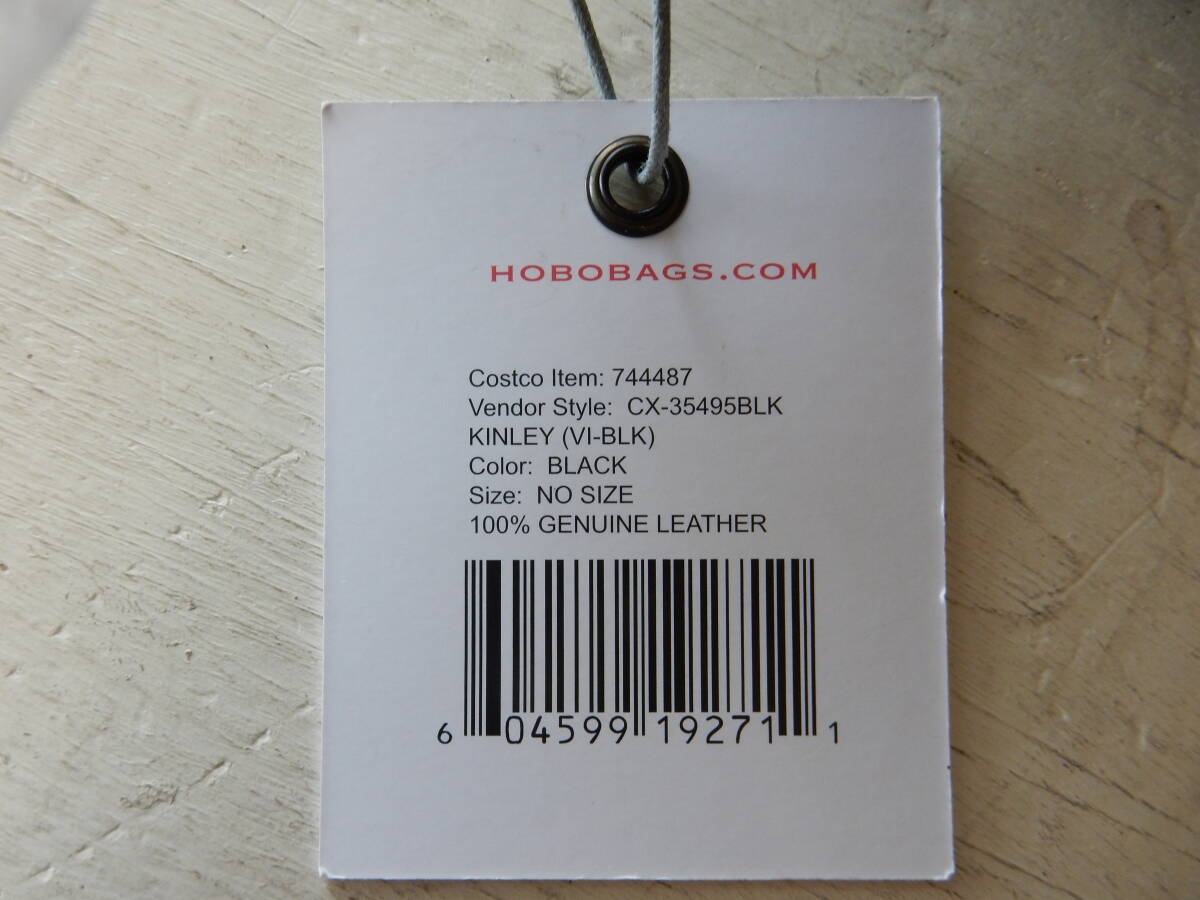 HOBOBAGS.COM
Costco Item: 744487
Vendor Style: CX-35495BLK
KINLEY (VI-BLK)
Color: BLACK
Size: NO SIZE
100% GENUINE LEATHER
6 04599 19271 1